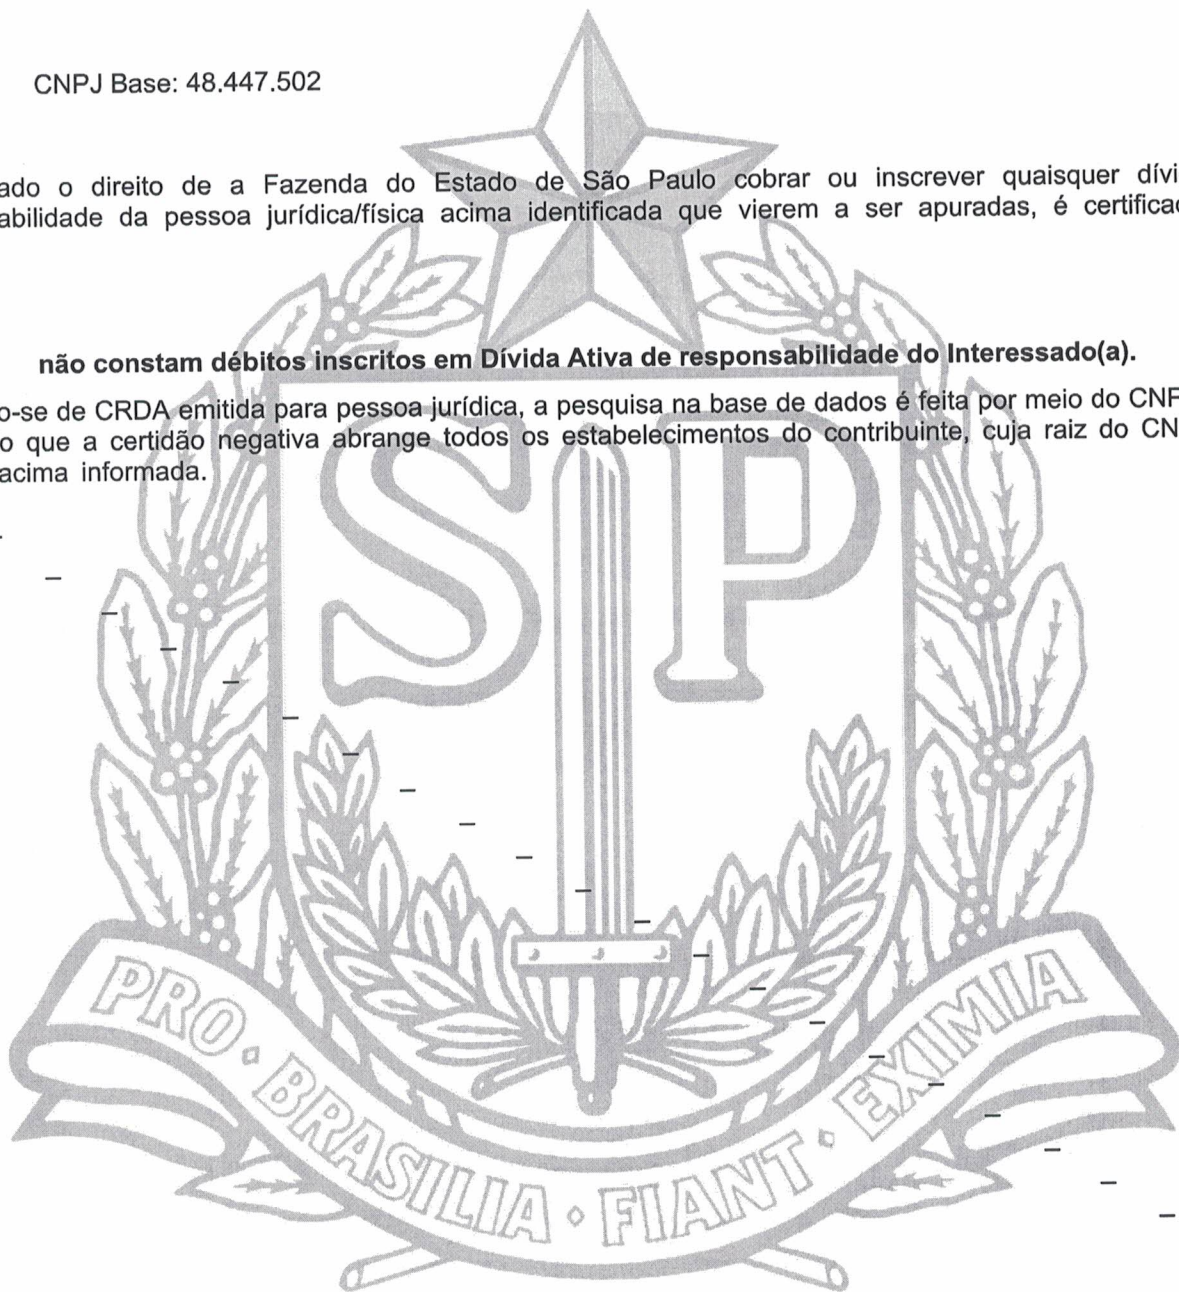 CNPJ Base: 48.447.502
ado o direito de a Fazenda do Estado de São Paulo cobrar ou inscrever quaisquer dívi
abilidade da pessoa jurídica/física acima identificada que vierem a ser apuradas, é certificad
não constam débitos inscritos em Dívida Ativa de responsabilidade do Interessado(a).
o-se de CRDA emitida para pessoa jurídica, a pesquisa na base de dados é feita por meio do CNP
o que a certidão negativa abrange todos os estabelecimentos do contribuinte, cuja raiz do CN
acima informada.
SP
PRO · BRASILIA · FIANT · EXIMIA